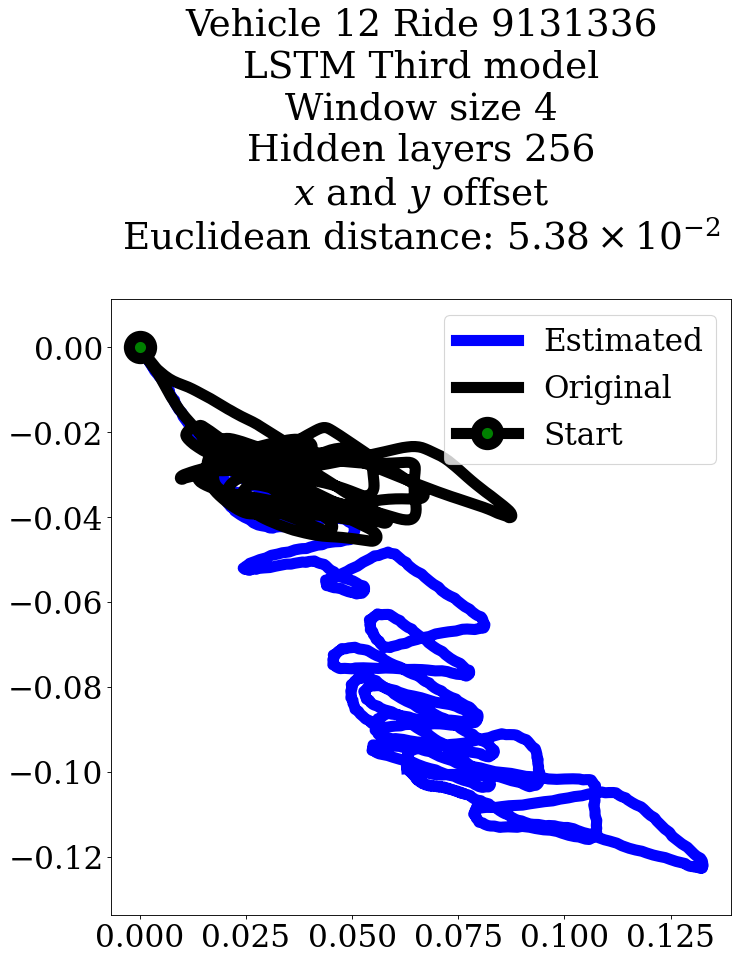 Vehicle 12 Ride 9131336
LSTM Third model
Window size 4
Hidden layers 256
x and y offset
Euclidean distance: 5.38 × 10⁻²
Estimated
Original
Start
0.00
−0.02
−0.04
−0.06
−0.08
−0.10
−0.12
0.000 0.025 0.050 0.075 0.100 0.125